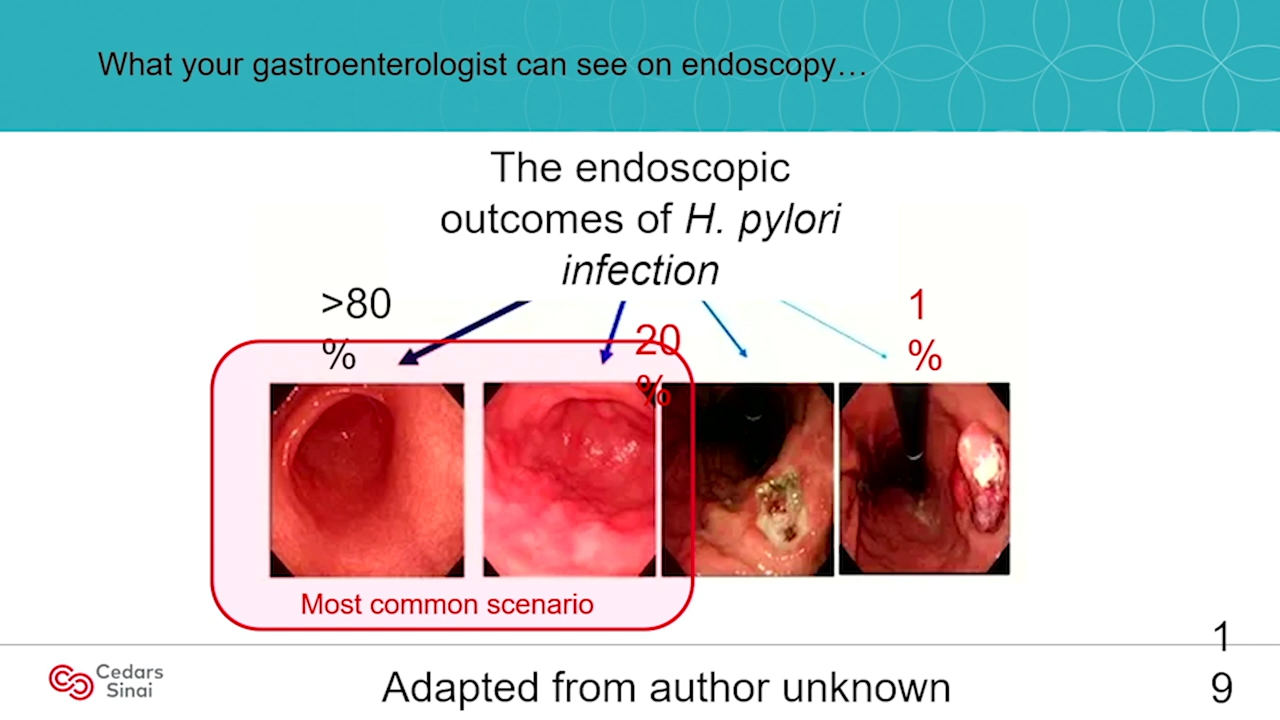 What your gastroenterologist can see on endoscopy…
The endoscopic
outcomes of H. pylori
infection
>80
%
20
%
1
%
Most common scenario
Cedars
Sinai
Adapted from author unknown
1
9